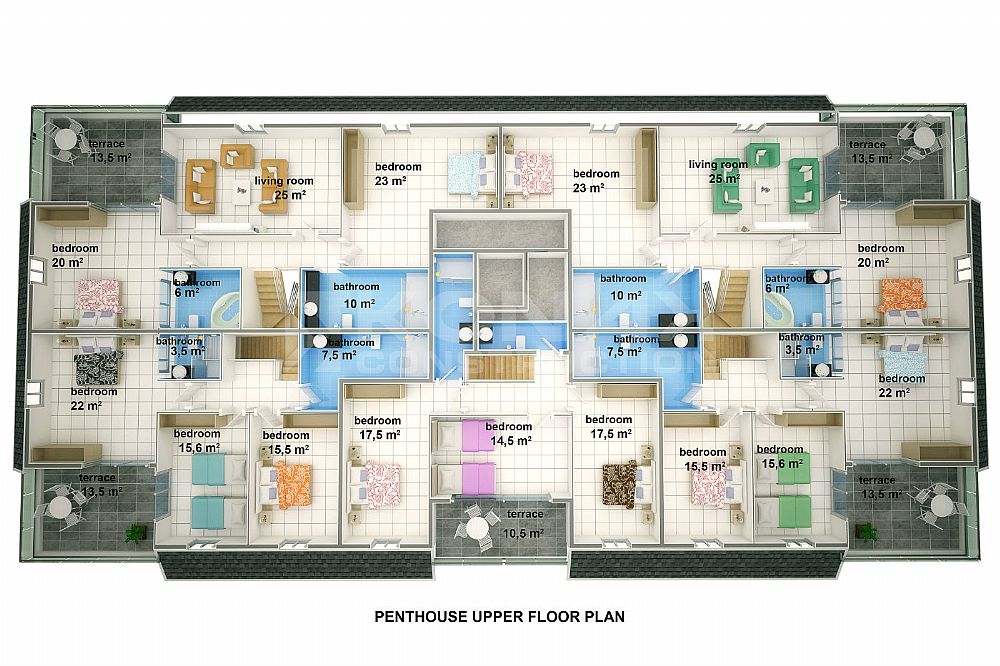 terrace
13,5 m²
living room
25 m²
bedroom
23 m²
bedroom
23 m²
living room
25 m²
terrace
13,5 m²
bedroom
20 m²
bathroom
6 m²
bathroom
10 m²
bathroom
10 m²
bathroom
6 m²
bedroom
20 m²
bathroom
3,5 m²
bathroom
7,5 m²
bathroom
7,5 m²
bathroom
3,5 m²
CONSTRUCTION
bedroom
22 m²
bedroom
22 m²
bedroom
15,6 m²
bedroom
15,5 m²
bedroom
17,5 m²
bedroom
14,5 m²
bedroom
17,5 m²
bedroom
15,5 m²
bedroom
15,6 m²
terrace
13,5 m²
terrace
10,5 m²
terrace
13,5 m²
PENTHOUSE UPPER FLOOR PLAN